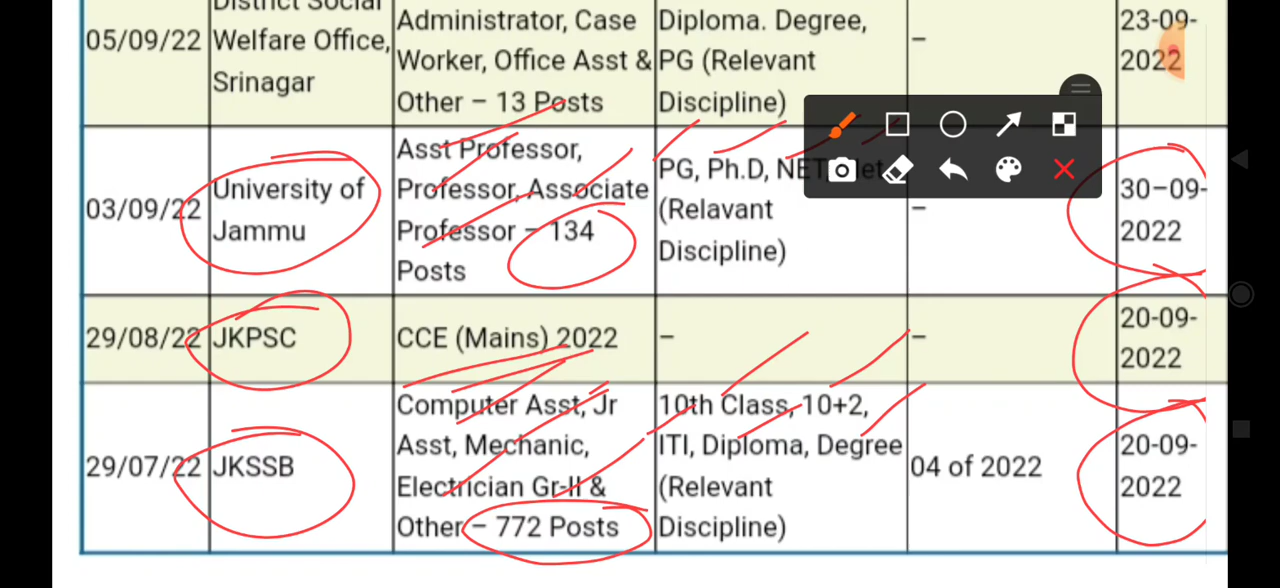 05/09/22
District Social
Welfare Office,
Srinagar
Administrator, Case
Worker, Office Asst &
Other – 13 Posts
Diploma. Degree,
PG (Relevant
Discipline)
–
23-09-
2022
03/09/22
University of
Jammu
Asst Professor,
Professor, Associate
Professor – 134
Posts
PG, Ph.D, NET
(Relavant
Discipline)
–
30–09-
2022
29/08/22
JKPSC
CCE (Mains) 2022
–
–
20-09-
2022
29/07/22
JKSSB
Computer Asst, Jr
Asst, Mechanic,
Electrician Gr-II &
Other – 772 Posts
10th Class, 10+2,
ITI, Diploma, Degree
(Relevant
Discipline)
04 of 2022
20-09-
2022